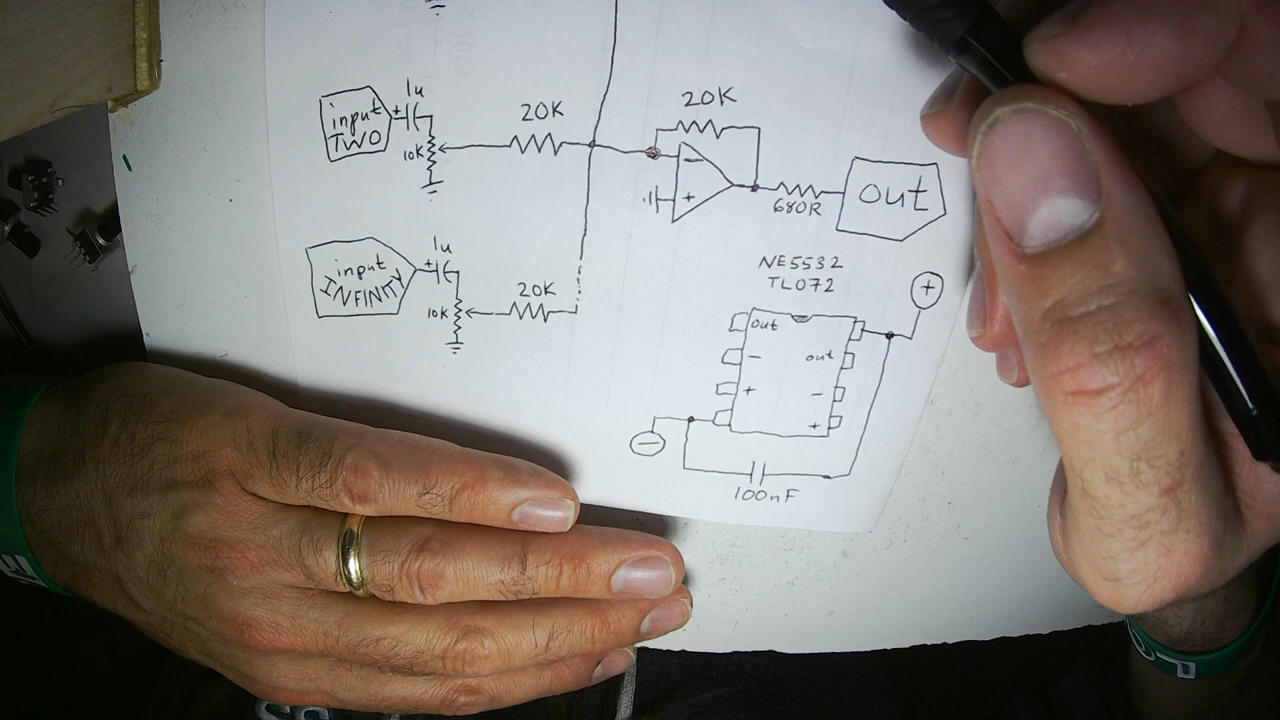 1u
20K
20K
input
TWO
+
10K
-
+
680R
out
1u
input
INFINITY
+
20K
10K
NE5532
TL072
+
out
out
-
-
+
+
-
100nF